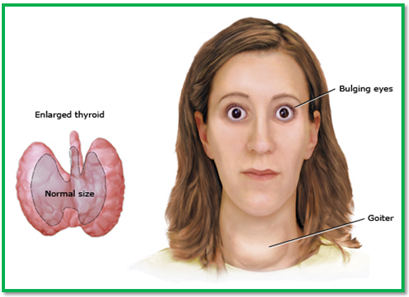 Enlarged thyroid
Normal size
Bulging eyes
Goiter